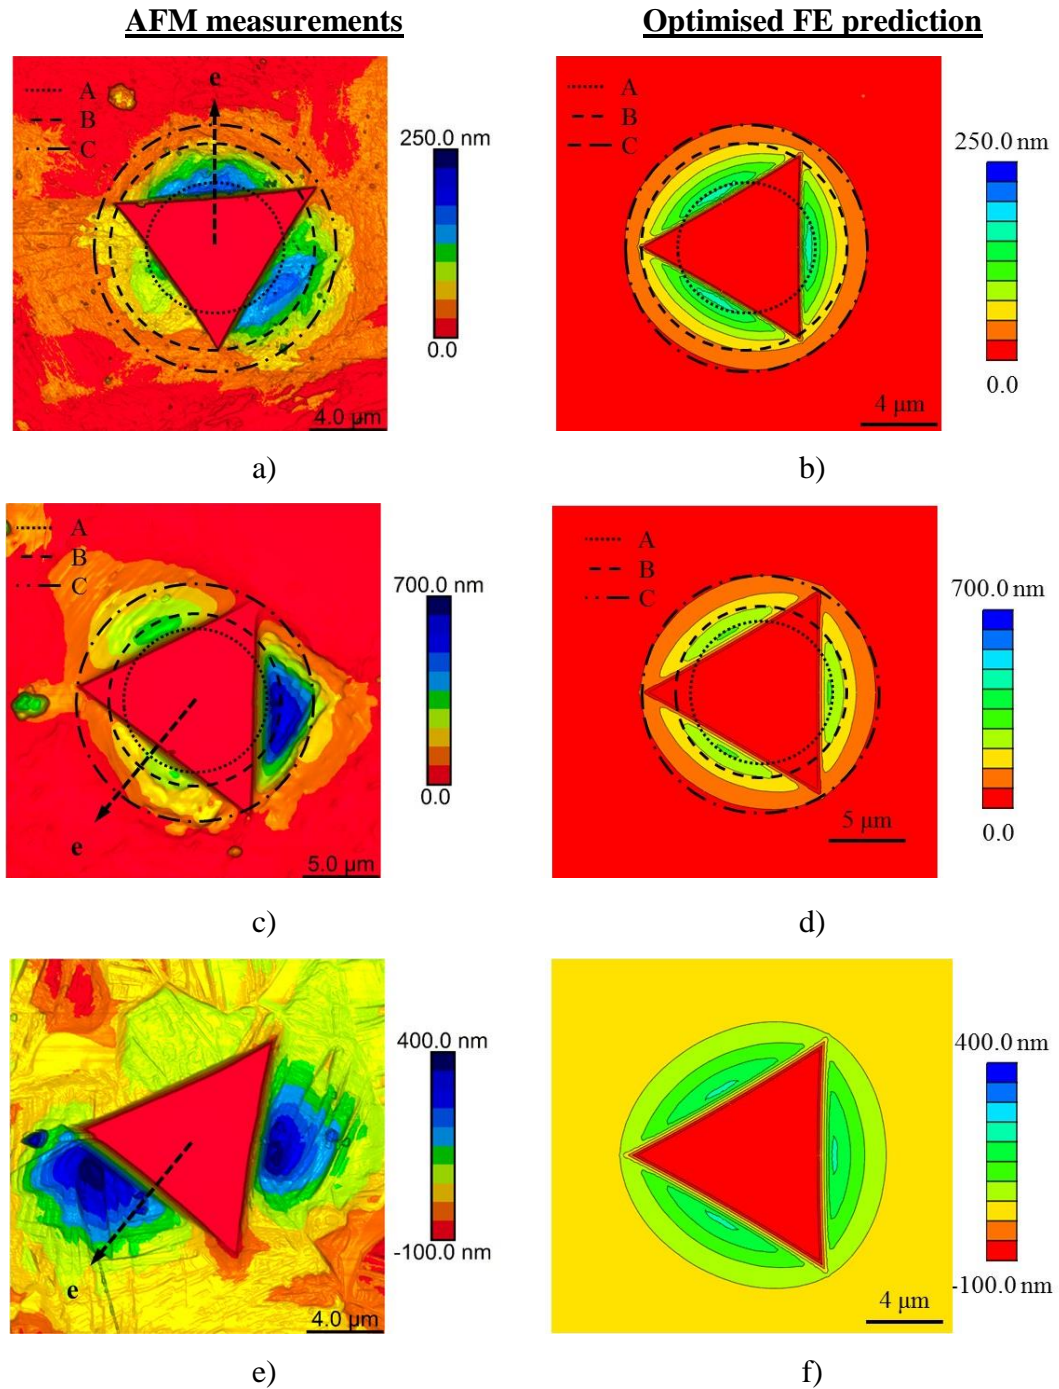 AFM measurements
Optimised FE prediction
e
A
B
C
250.0 nm
0.0
4.0 µm
A
B
C
250.0 nm
0.0
4 µm
a)
b)
A
B
C
700.0 nm
0.0
e
5.0 µm
A
B
C
700.0 nm
0.0
5 µm
c)
d)
400.0 nm
-100.0 nm
e
4.0 µm
400.0 nm
-100.0 nm
4 µm
e)
f)